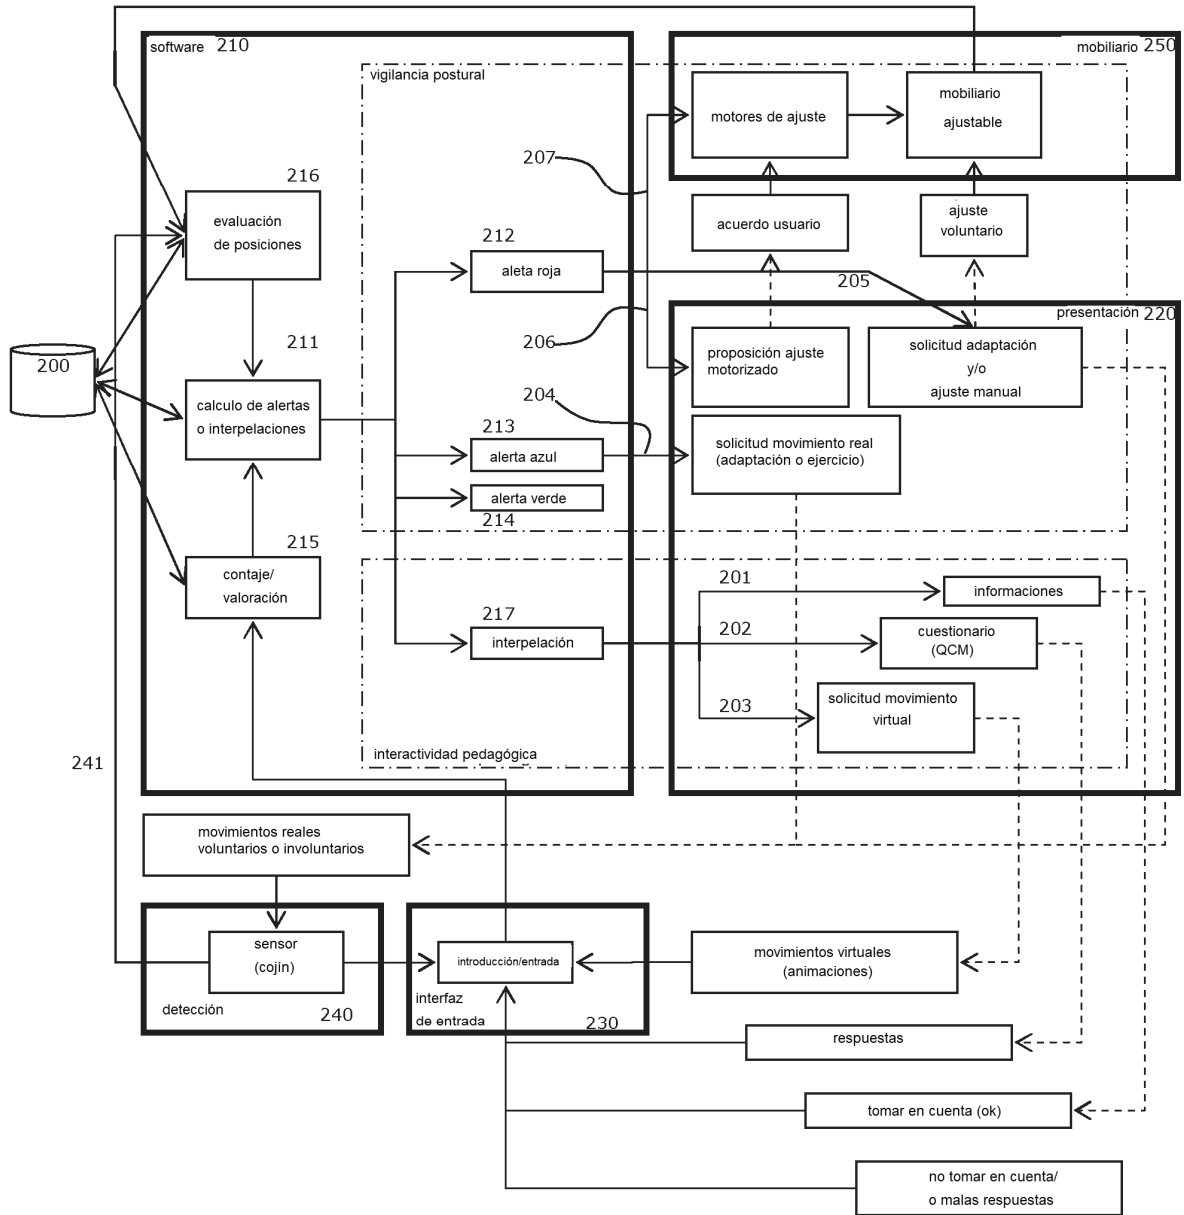 software 210
mobiliario 250
vigilancia postural
motores de ajuste
mobiliario
ajustable
207
216
evaluación
de posiciones
acuerdo usuario
ajuste
voluntario
212
aleta roja
205
presentación 220
211
206
200
proposición ajuste
motorizado
solicitud adaptación
y/o
ajuste manual
calculo de alertas
o interpelaciones
204
213
alerta azul
solicitud movimiento real
(adaptación o ejercicio)
alerta verde
214
215
contaje/
valoración
201
informaciones
217
interpelación
202
cuestionario
(QCM)
203
solicitud movimiento
virtual
interactividad pedagógica
241
movimientos reales
voluntarios o involuntarios
sensor
(cojín)
introducción/entrada
movimientos virtuales
(animaciones)
detección
240
interfaz
de entrada
230
respuestas
tomar en cuenta (ok)
no tomar en cuenta/
o malas respuestas